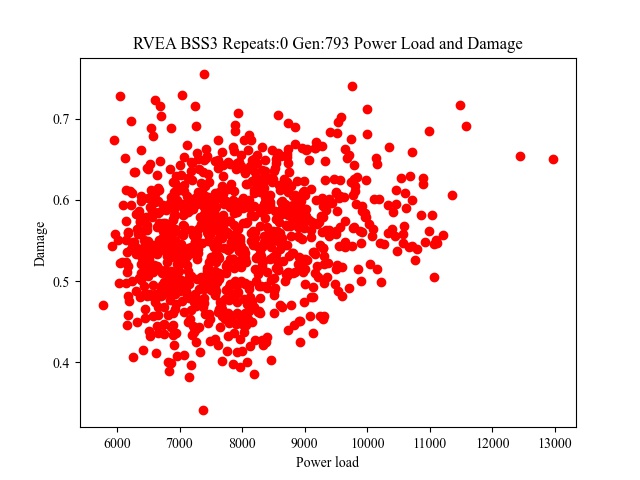 RVEA BSS3 Repeats:0 Gen:793 Power Load and Damage
0.7
0.6
0.5
0.4
Damage
6000 7000 8000 9000 10000 11000 12000 13000
Power load